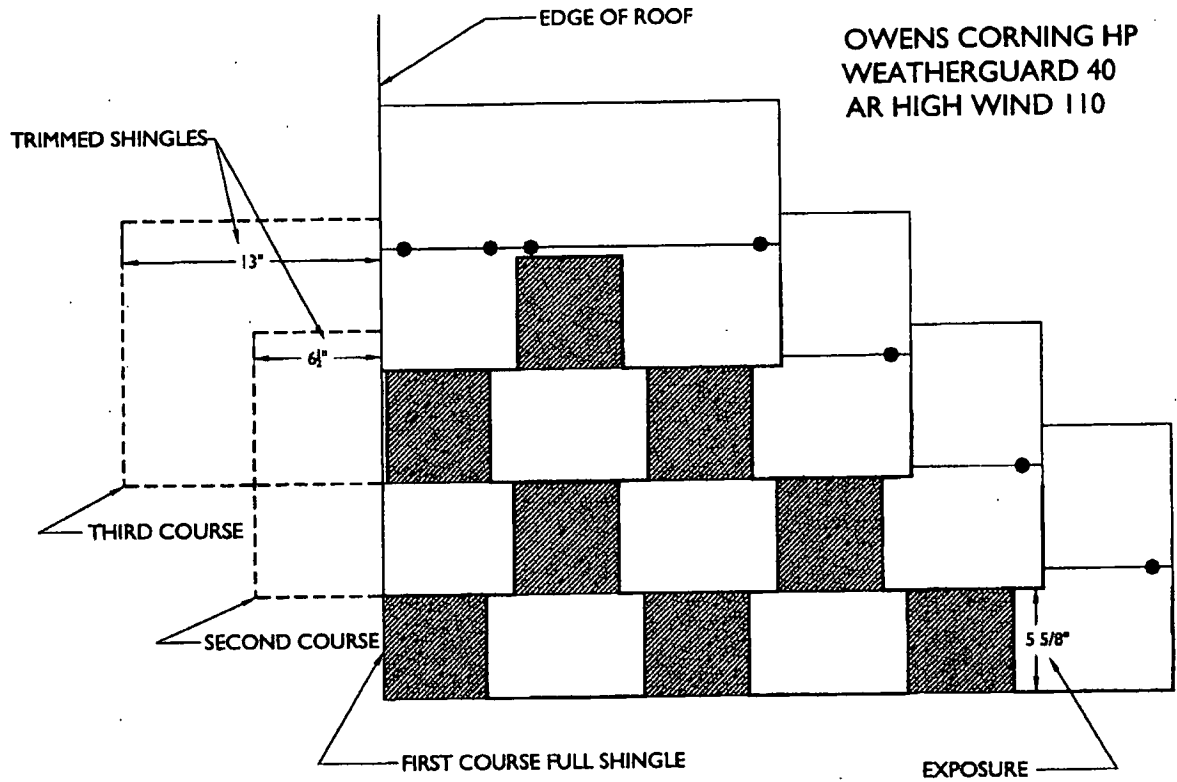 EDGE OF ROOF
OWENS CORNING HP
WEATHERGUARD 40
AR HIGH WIND 110
TRIMMED SHINGLES
13"
6½"
THIRD COURSE
SECOND COURSE
5 5/8"
FIRST COURSE FULL SHINGLE
EXPOSURE